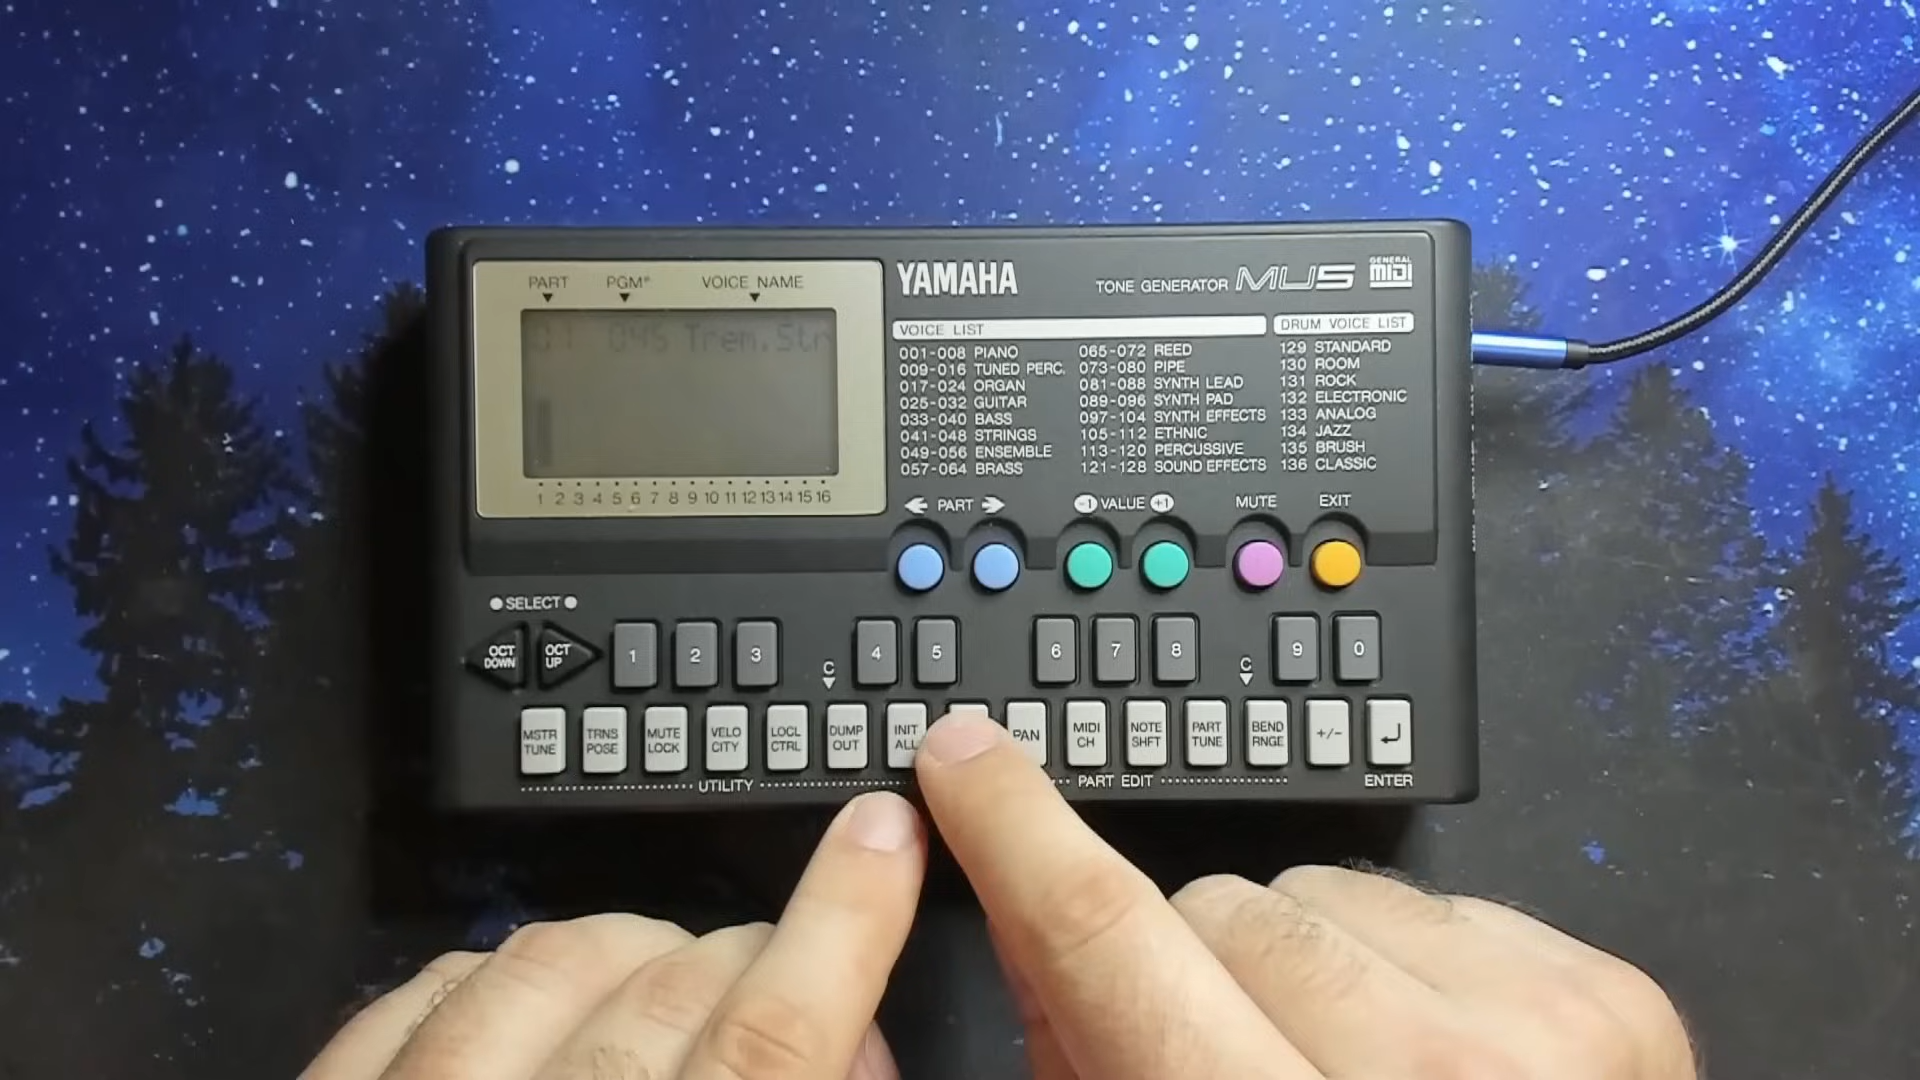 PART PGM# VOICE NAME
01 045 Trem.Str
1 2 3 4 5 6 7 8 9 10 11 12 13 14 15 16
YAMAHA
TONE GENERATOR MU5
GENERAL MIDI
VOICE LIST
001-008 PIANO
009-016 TUNED PERC.
017-024 ORGAN
025-032 GUITAR
033-040 BASS
041-048 STRINGS
049-056 ENSEMBLE
057-064 BRASS
065-072 REED
073-080 PIPE
081-088 SYNTH LEAD
089-096 SYNTH PAD
097-104 SYNTH EFFECTS
105-112 ETHNIC
113-120 PERCUSSIVE
121-128 SOUND EFFECTS
DRUM VOICE LIST
129 STANDARD
130 ROOM
131 ROCK
132 ELECTRONIC
133 ANALOG
134 JAZZ
135 BRUSH
136 CLASSIC
PART
-1 VALUE +1
MUTE
EXIT
SELECT
OCT DOWN
OCT UP
1 2 3 4 5 6 7 8 9 0
C C
MSTR TUNE
TRNS POSE
MUTE LOCK
VELO CITY
LOCL CTRL
DUMP OUT
INIT ALL
PAN
MIDI CH
NOTE SHFT
PART TUNE
BEND RNGE
+/-
UTILITY
PART EDIT
ENTER